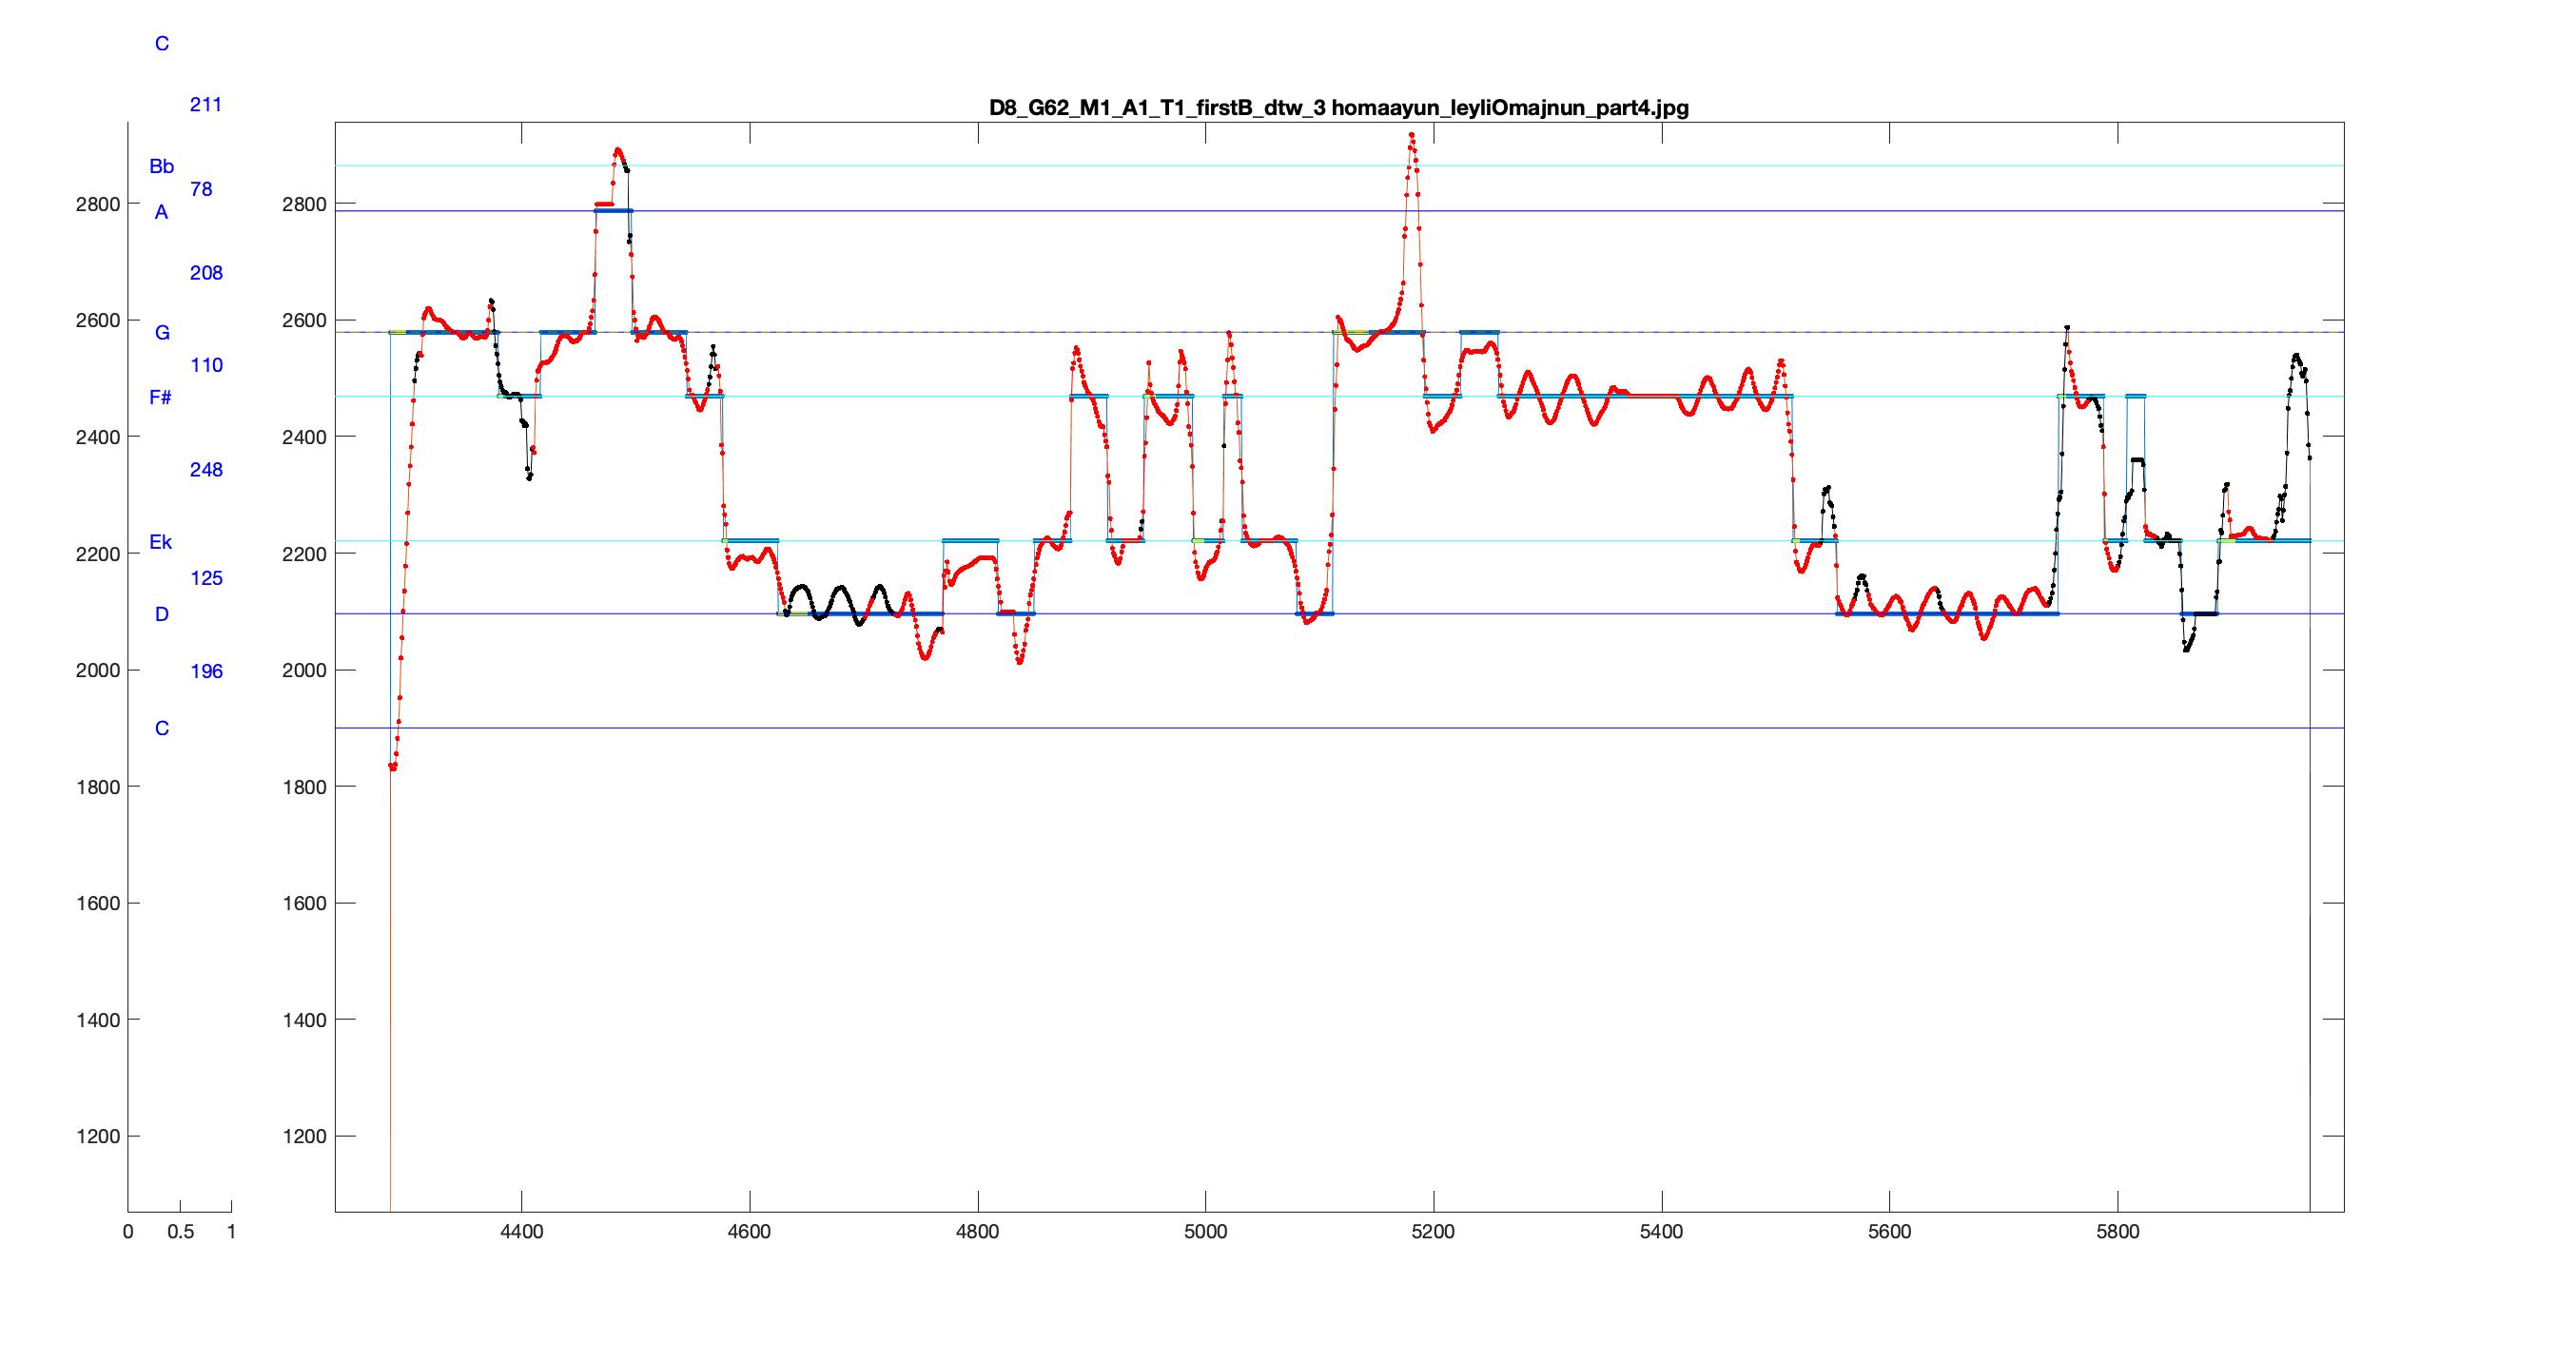 C
211
D8_G62_M1_A1_T1_firstB_dtw_3 homaayun_leyliOmajnun_part4.jpg
Bb
78
2800 A 2800
208
2600 G 2600
110
F#
2400 2400
248
Ek
2200 2200
125
D
2000 196 2000
C
1800 1800
1600 1600
1400 1400
1200 1200
0 0.5 1 4400 4600 4800 5000 5200 5400 5600 5800